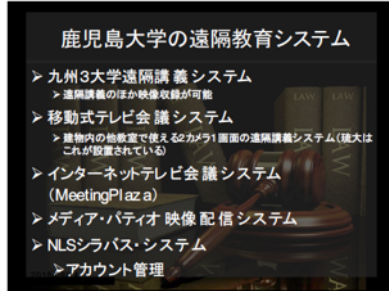 鹿児島大学の遠隔教育システム
➢ 九州3大学遠隔講義システム
➢ 遠隔講義のほか映像収録が可能
➢ 移動式テレビ会議システム
➢ 建物内の他教室で使える2カメラ1画面の遠隔講義システム(琉大は
これが設置されている)
➢ インターネットテレビ会議システム
(MeetingPlaza)
➢ メディア・パティオ映像配信システム
➢ NLSシラバス・システム
➢ アカウント管理
LAW
LAW